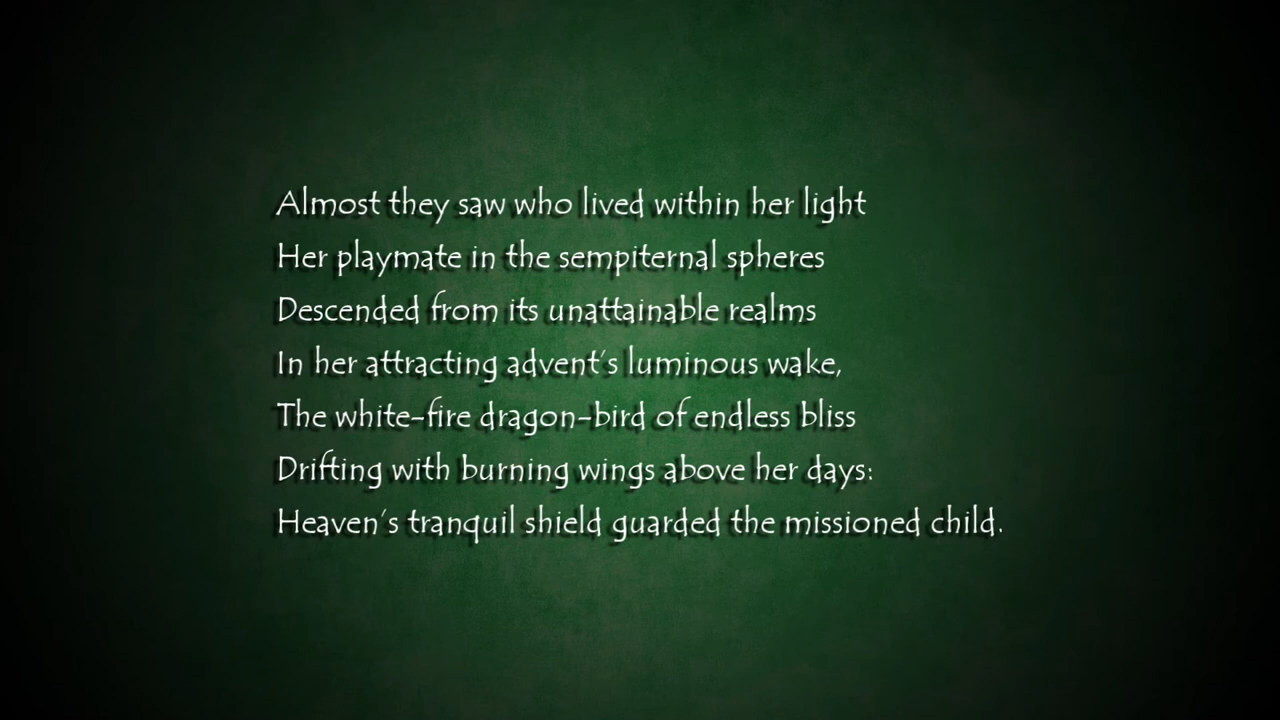 Almost they saw who lived within her light
Her playmate in the sempiternal spheres
Descended from its unattainable realms
In her attracting advent's luminous wake,
The white-fire dragon-bird of endless bliss
Drifting with burning wings above her days:
Heaven's tranquil shield guarded the missioned child.